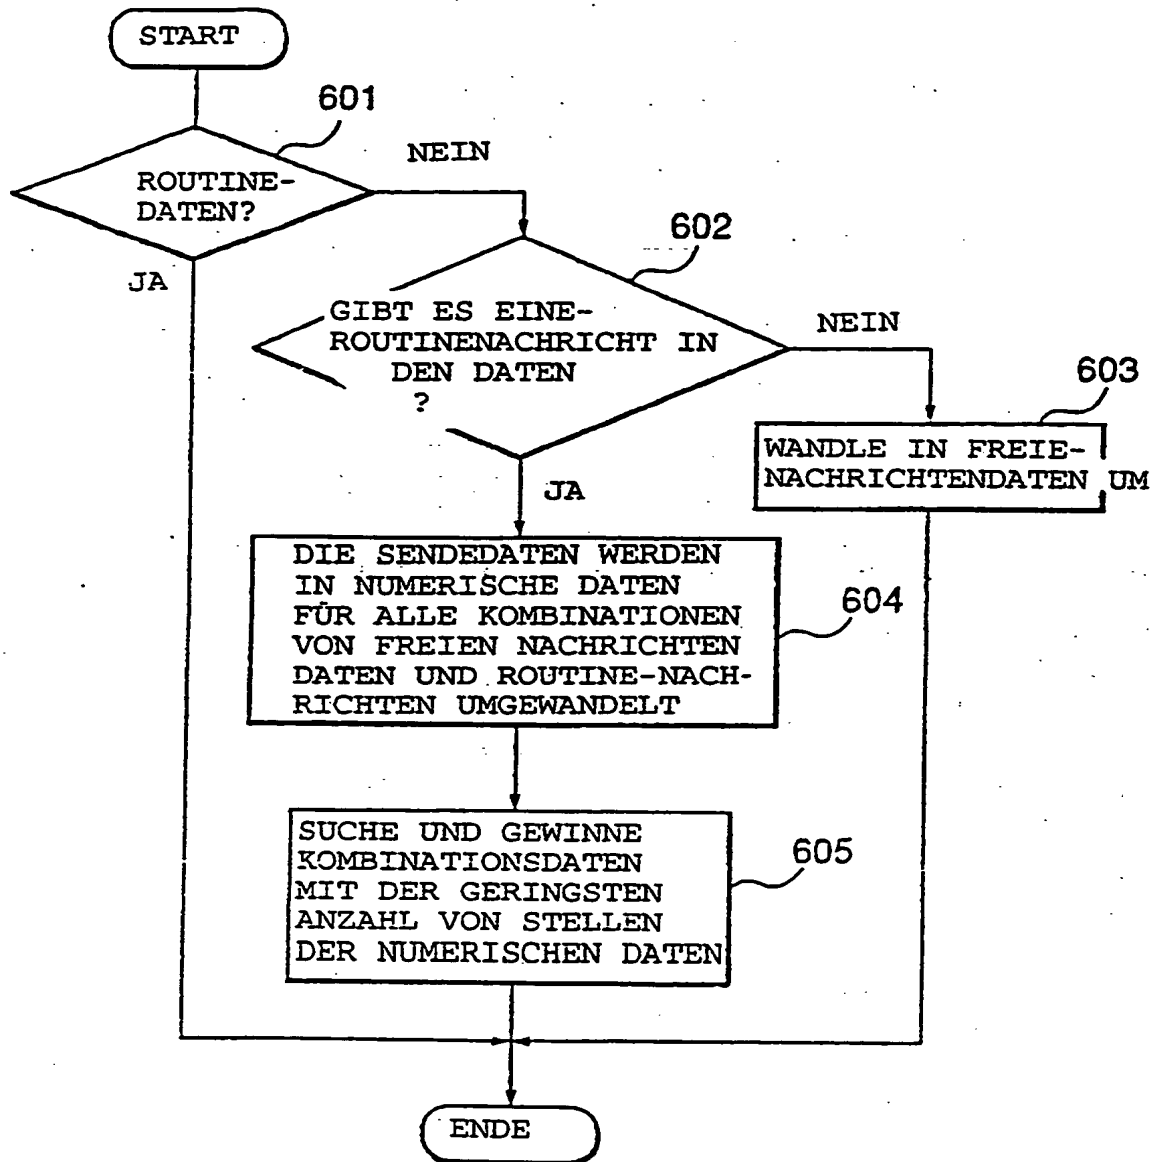 START
601
NEIN
ROUTINE-
DATEN?
JA
602
GIBT ES EINE-
ROUTINENACHRICHT IN
DEN DATEN
?
NEIN
603
WANDLE IN FREIE-
NACHRICHTENDATEN UM
JA
DIE SENDEDATEN WERDEN
IN NUMERISCHE DATEN
FÜR ALLE KOMBINATIONEN
VON FREIEN NACHRICHTEN
DATEN UND ROUTINE-NACH-
RICHTEN UMGEWANDELT
604
SUCHE UND GEWINNE
KOMBINATIONSDATEN
MIT DER GERINGSTEN
ANZAHL VON STELLEN
DER NUMERISCHEN DATEN
605
ENDE